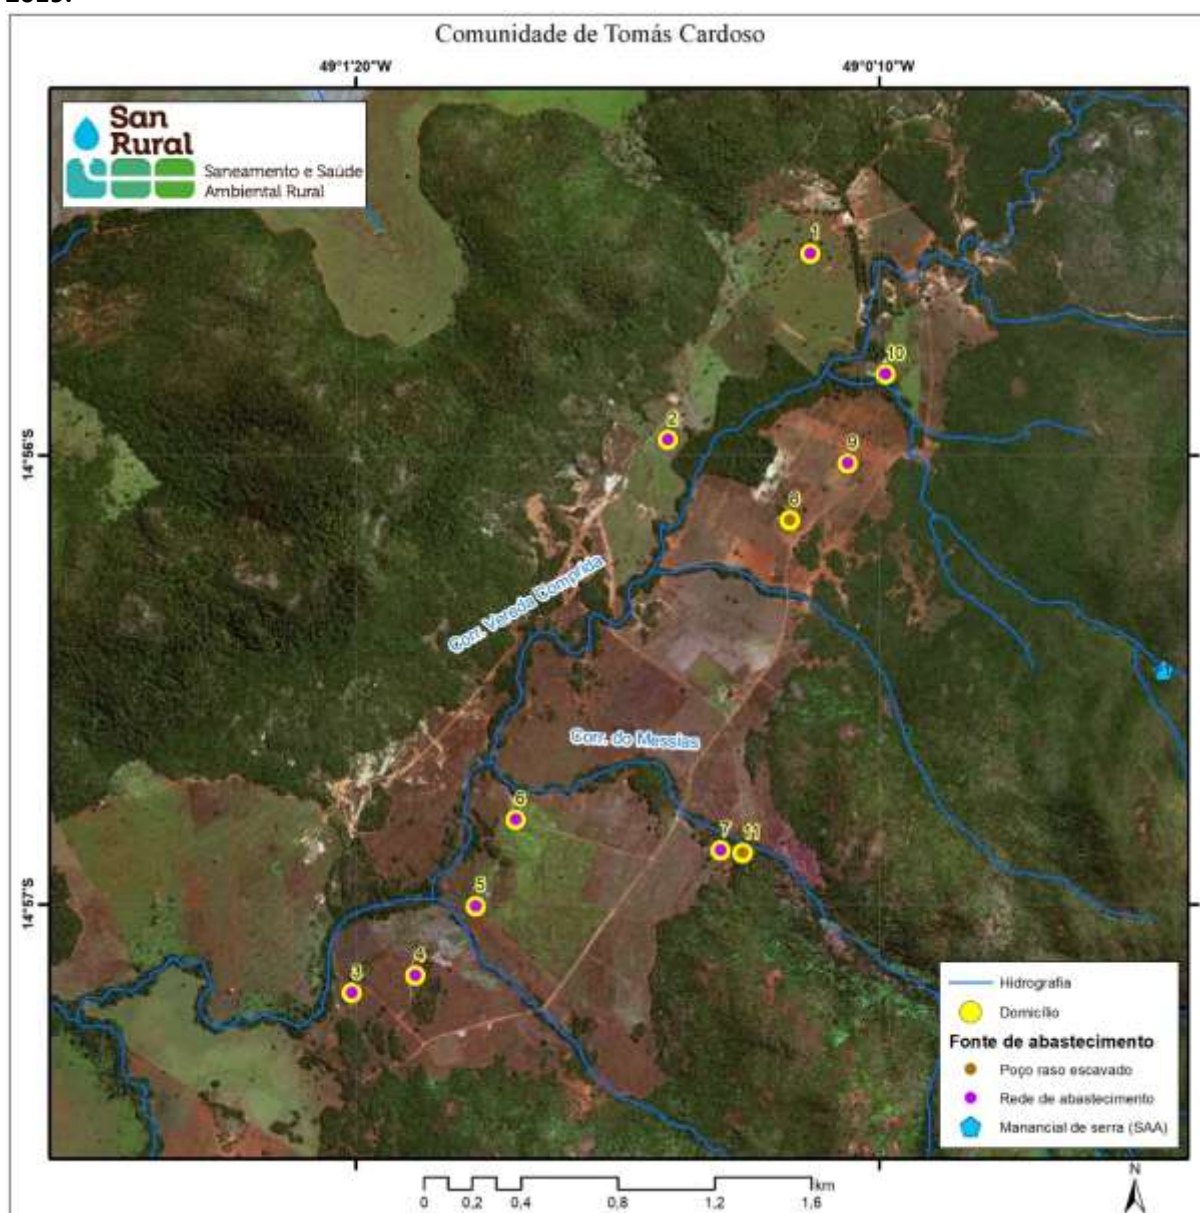 2019.
Comunidade de Tomás Cardoso
49°1'20"W
49°0'10"W
San
Rural
Saneamento e Saúde
Ambiental Rural
1
10
2
14°56'S
9
8
Corr. Vereda Comprida
Corr. do Messias
6
7
11
5
14°57'S
4
3
Hidrografia
Domicílio
Fonte de abastecimento
Poço raso escavado
Rede de abastecimento
Manancial de serra (SAA)
N
km
0 0,2 0,4 0,8 1,2 1,6